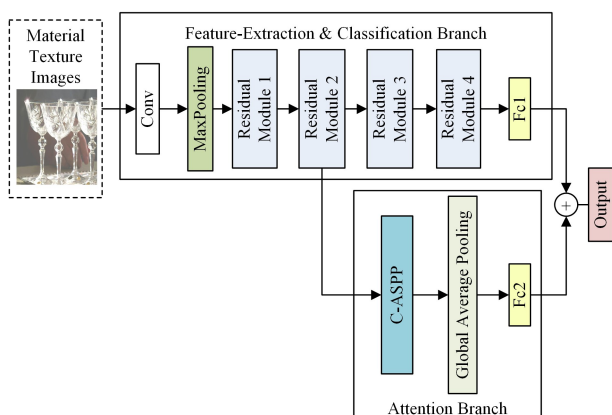 Material
Texture
Images
Feature-Extraction & Classification Branch
Conv
MaxPooling
Residual
Module 1
Residual
Module 2
Residual
Module 3
Residual
Module 4
Fc1
+
Output
C-ASPP
Global Average Pooling
Fc2
Attention Branch